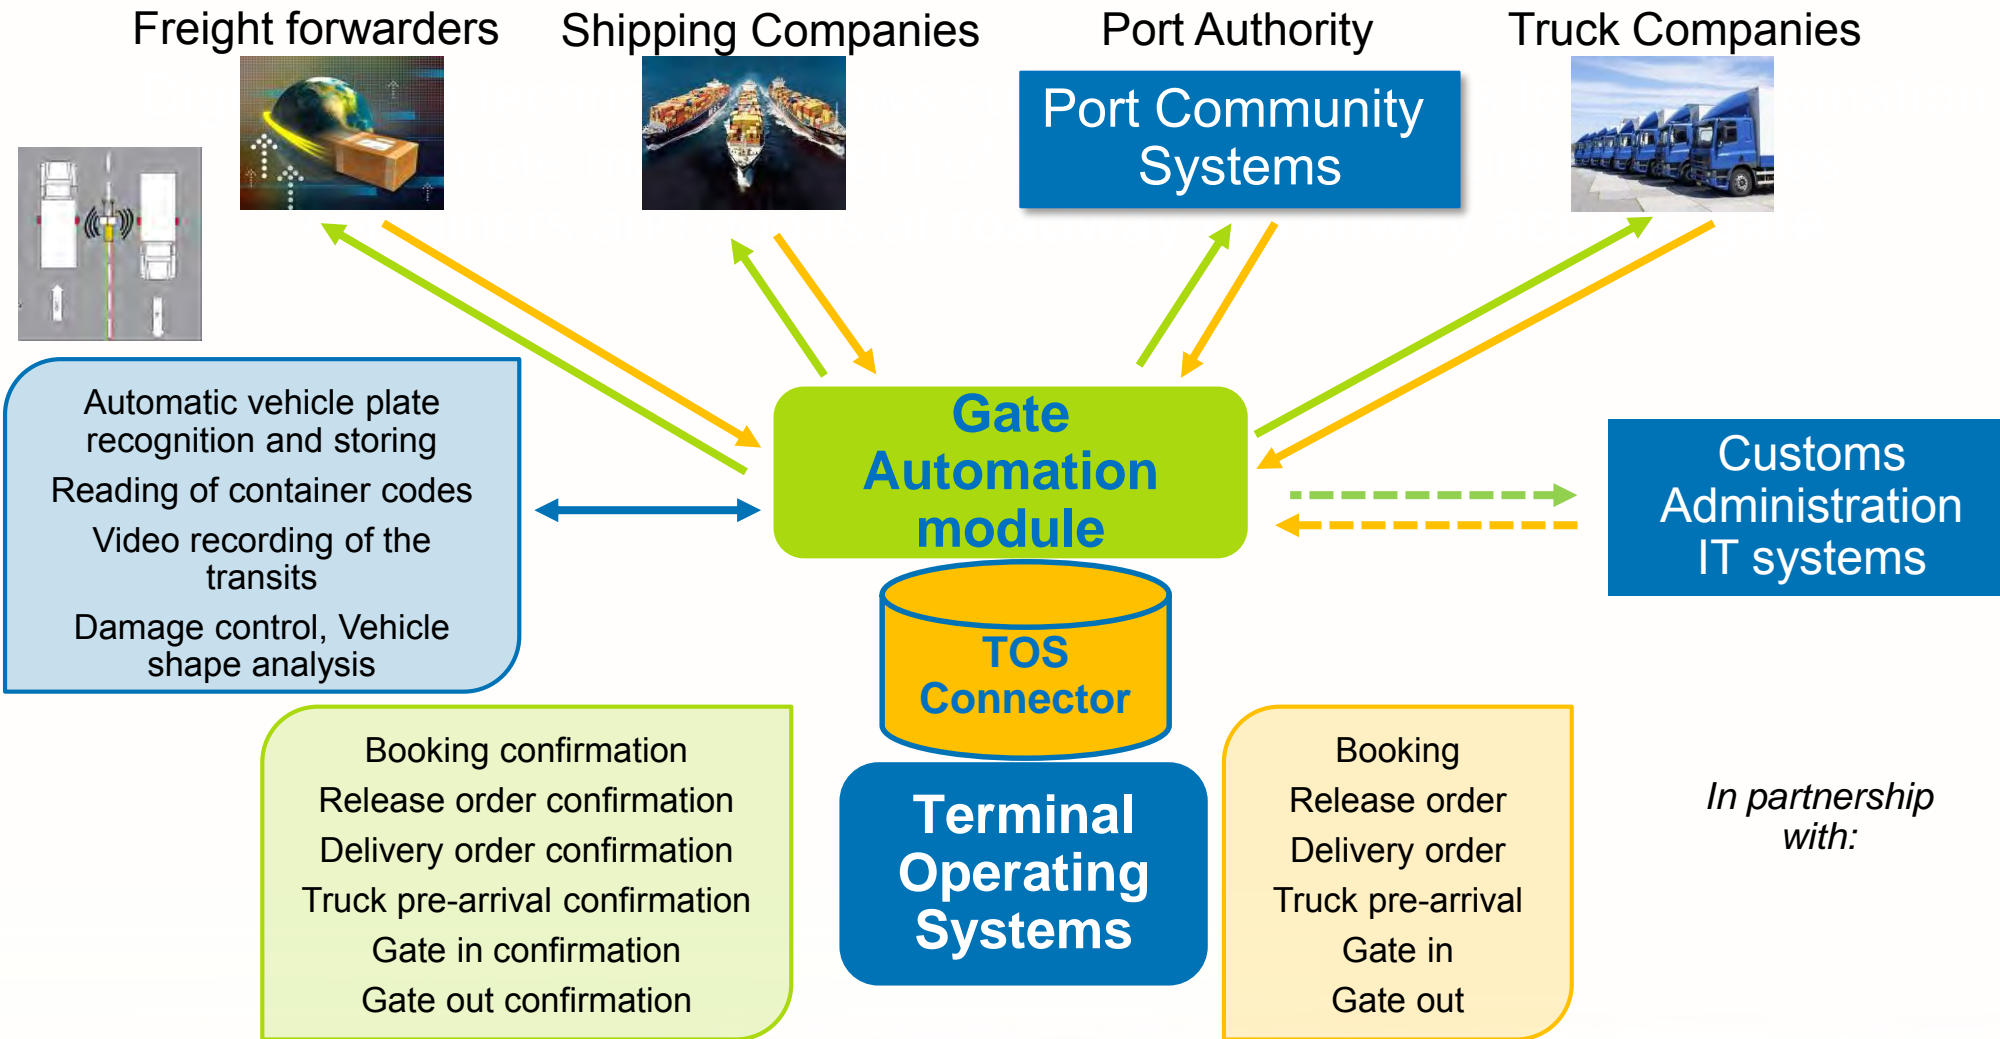 Freight forwarders
Shipping Companies
Port Authority
Truck Companies
Port Community
Systems
Automatic vehicle plate
recognition and storing
Reading of container codes
Video recording of the
transits
Damage control, Vehicle
shape analysis
Gate
Automation
module
Customs
Administration
IT systems
TOS
Connector
Terminal
Operating
Systems
Booking confirmation
Release order confirmation
Delivery order confirmation
Truck pre-arrival confirmation
Gate in confirmation
Gate out confirmation
Booking
Release order
Delivery order
Truck pre-arrival
Gate in
Gate out
In partnership
with: